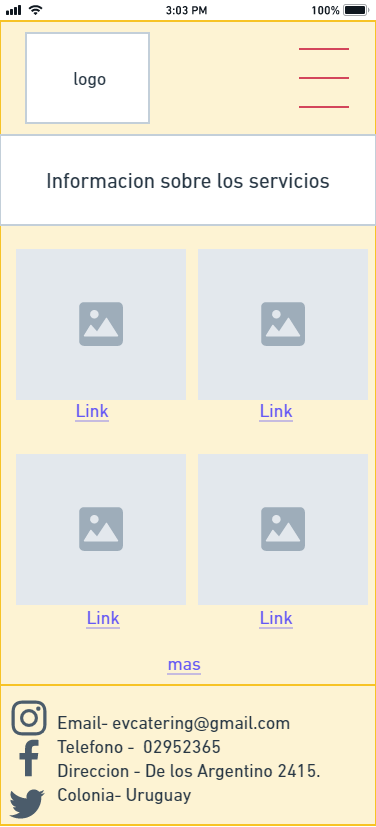 3:03 PM 100%
logo
Informacion sobre los servicios
Link Link
Link Link
mas
Email- evcatering@gmail.com
Telefono - 02952365
Direccion - De los Argentino 2415.
Colonia- Uruguay